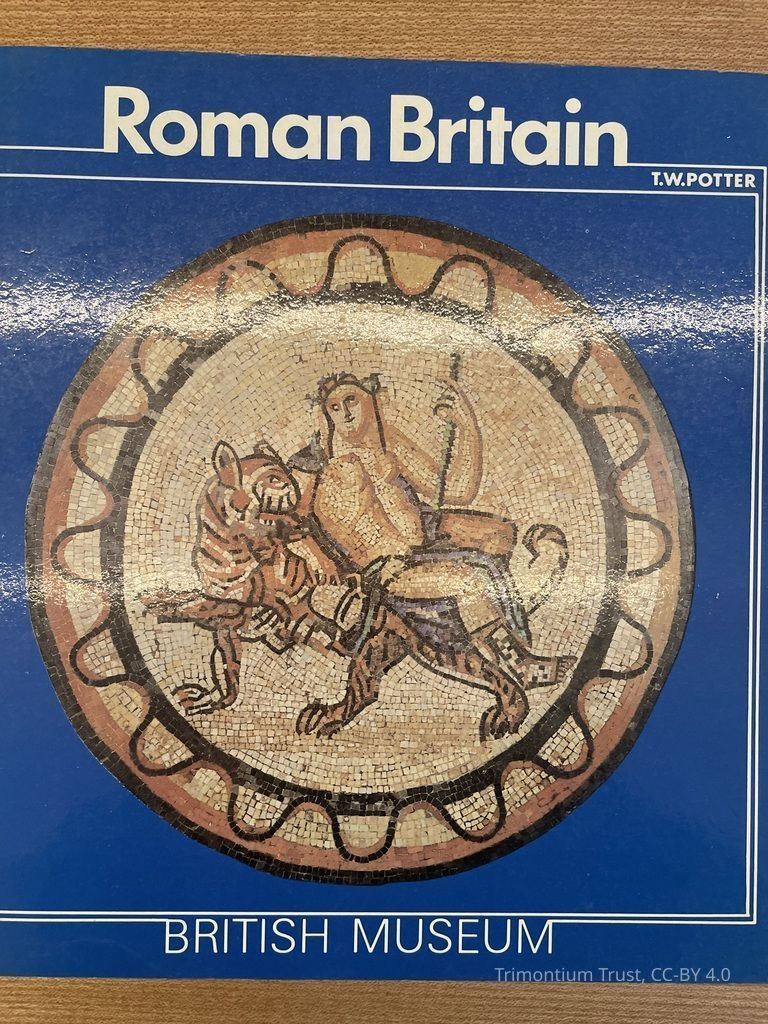 Roman Britain
T.W.POTTER
BRITISH MUSEUM
Trimontium Trust, CC-BY 4.0